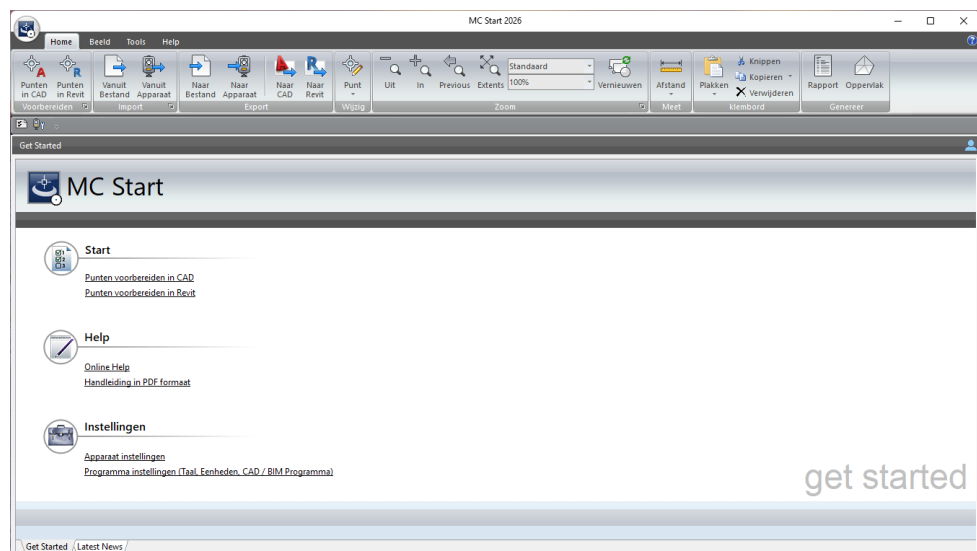 MC Start 2026
Home Beeld Tools Help
Punten in CAD
Punten in Revit
Vanuit Bestand
Vanuit Apparaat
Naar Bestand
Naar Apparaat
Naar CAD
Naar Revit
Punt
Uit
In
Previous
Extents
Standaard
100%
Vernieuwen
Afstand
Plakken
Knippen
Kopieren
Verwijderen
Rapport
Oppervlak
Voorbereiden
Import
Export
Wijzig
Zoom
Meet
klembord
Genereer
Get Started
MC Start
Start
Punten voorbereiden in CAD
Punten voorbereiden in Revit
Help
Online Help
Handleiding in PDF formaat
Instellingen
Apparaat instellingen
Programma instellingen (Taal, Eenheden, CAD / BIM Programma)
get started
Get Started Latest News